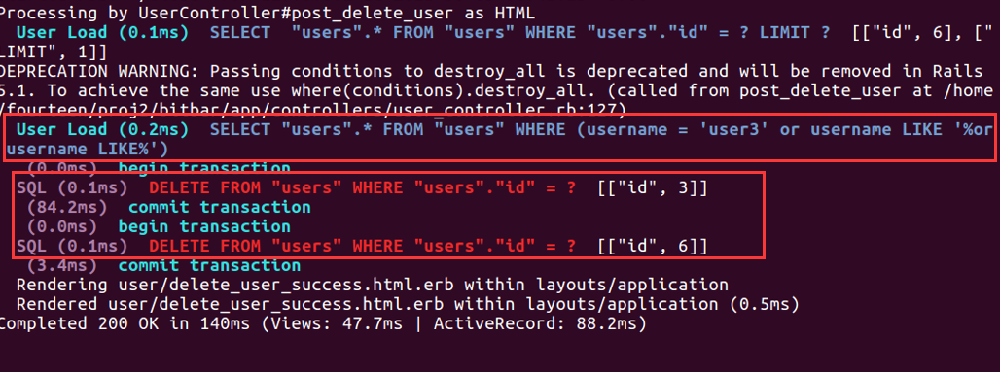 Processing by UserController#post_delete_user as HTML
User Load (0.1ms)  SELECT  "users".* FROM "users" WHERE "users"."id" = ? LIMIT ?  [["id", 6], ["
LIMIT", 1]]
DEPRECATION WARNING: Passing conditions to destroy_all is deprecated and will be removed in Rails
5.1. To achieve the same use where(conditions).destroy_all. (called from post_delete_user at /home
/fourteen/proj2/bitbar/app/controllers/user_controller.rb:127)
User Load (0.2ms)  SELECT "users".* FROM "users" WHERE (username = 'user3' or username LIKE '%or
username LIKE%')
(0.0ms)  begin transaction
SQL (0.1ms)  DELETE FROM "users" WHERE "users"."id" = ?  [["id", 3]]
(84.2ms)  commit transaction
(0.0ms)  begin transaction
SQL (0.1ms)  DELETE FROM "users" WHERE "users"."id" = ?  [["id", 6]]
(3.4ms)  commit transaction
Rendering user/delete_user_success.html.erb within layouts/application
Rendered user/delete_user_success.html.erb within layouts/application (0.5ms)
Completed 200 OK in 140ms (Views: 47.7ms | ActiveRecord: 88.2ms)